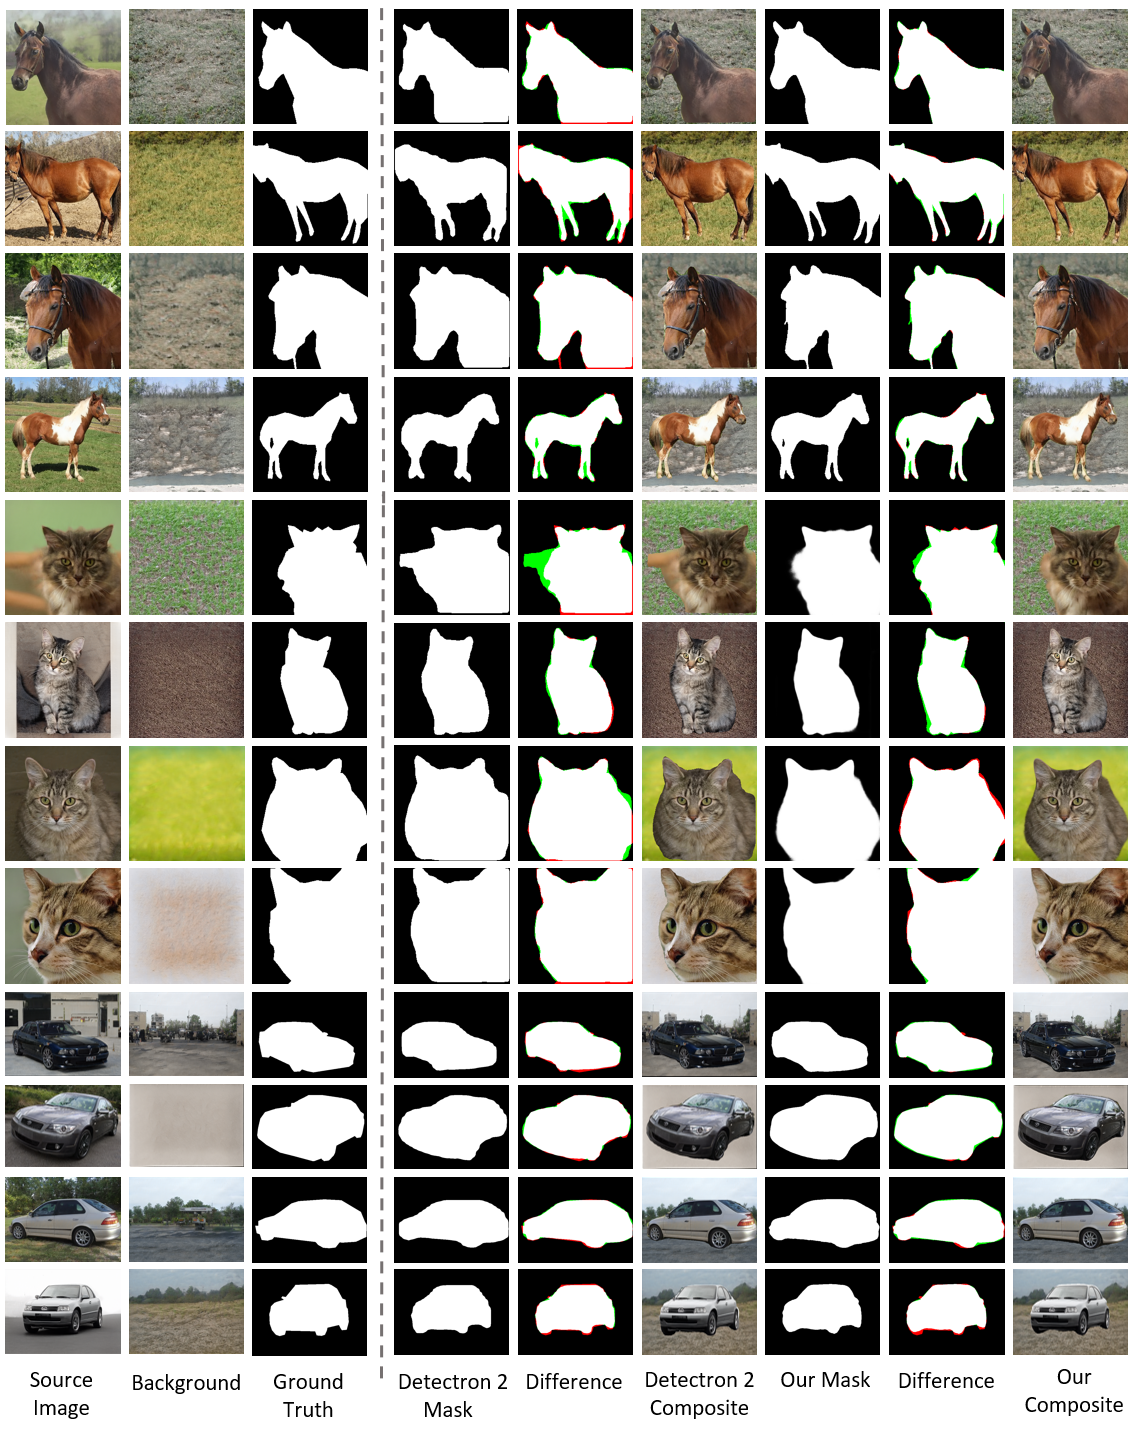 Source
Image
Background
Ground
Truth
Detectron 2
Mask
Difference
Detectron 2
Composite
Our Mask
Difference
Our
Composite